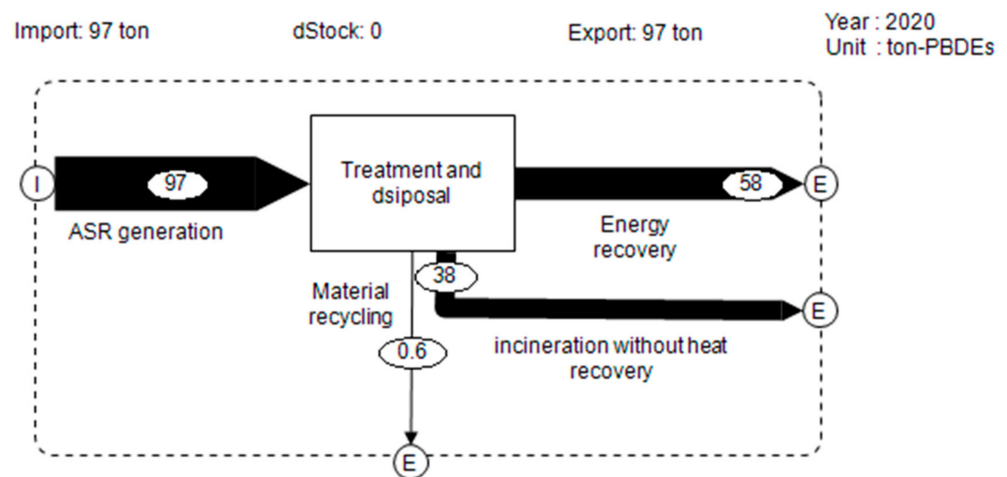 Import: 97 ton
dStock: 0
Export: 97 ton
Year : 2020
Unit : ton-PBDEs
I
97
ASR generation
Treatment and
dsiposal
58
E
Energy
recovery
38
Material
recycling
E
incineration without heat
recovery
0.6
E